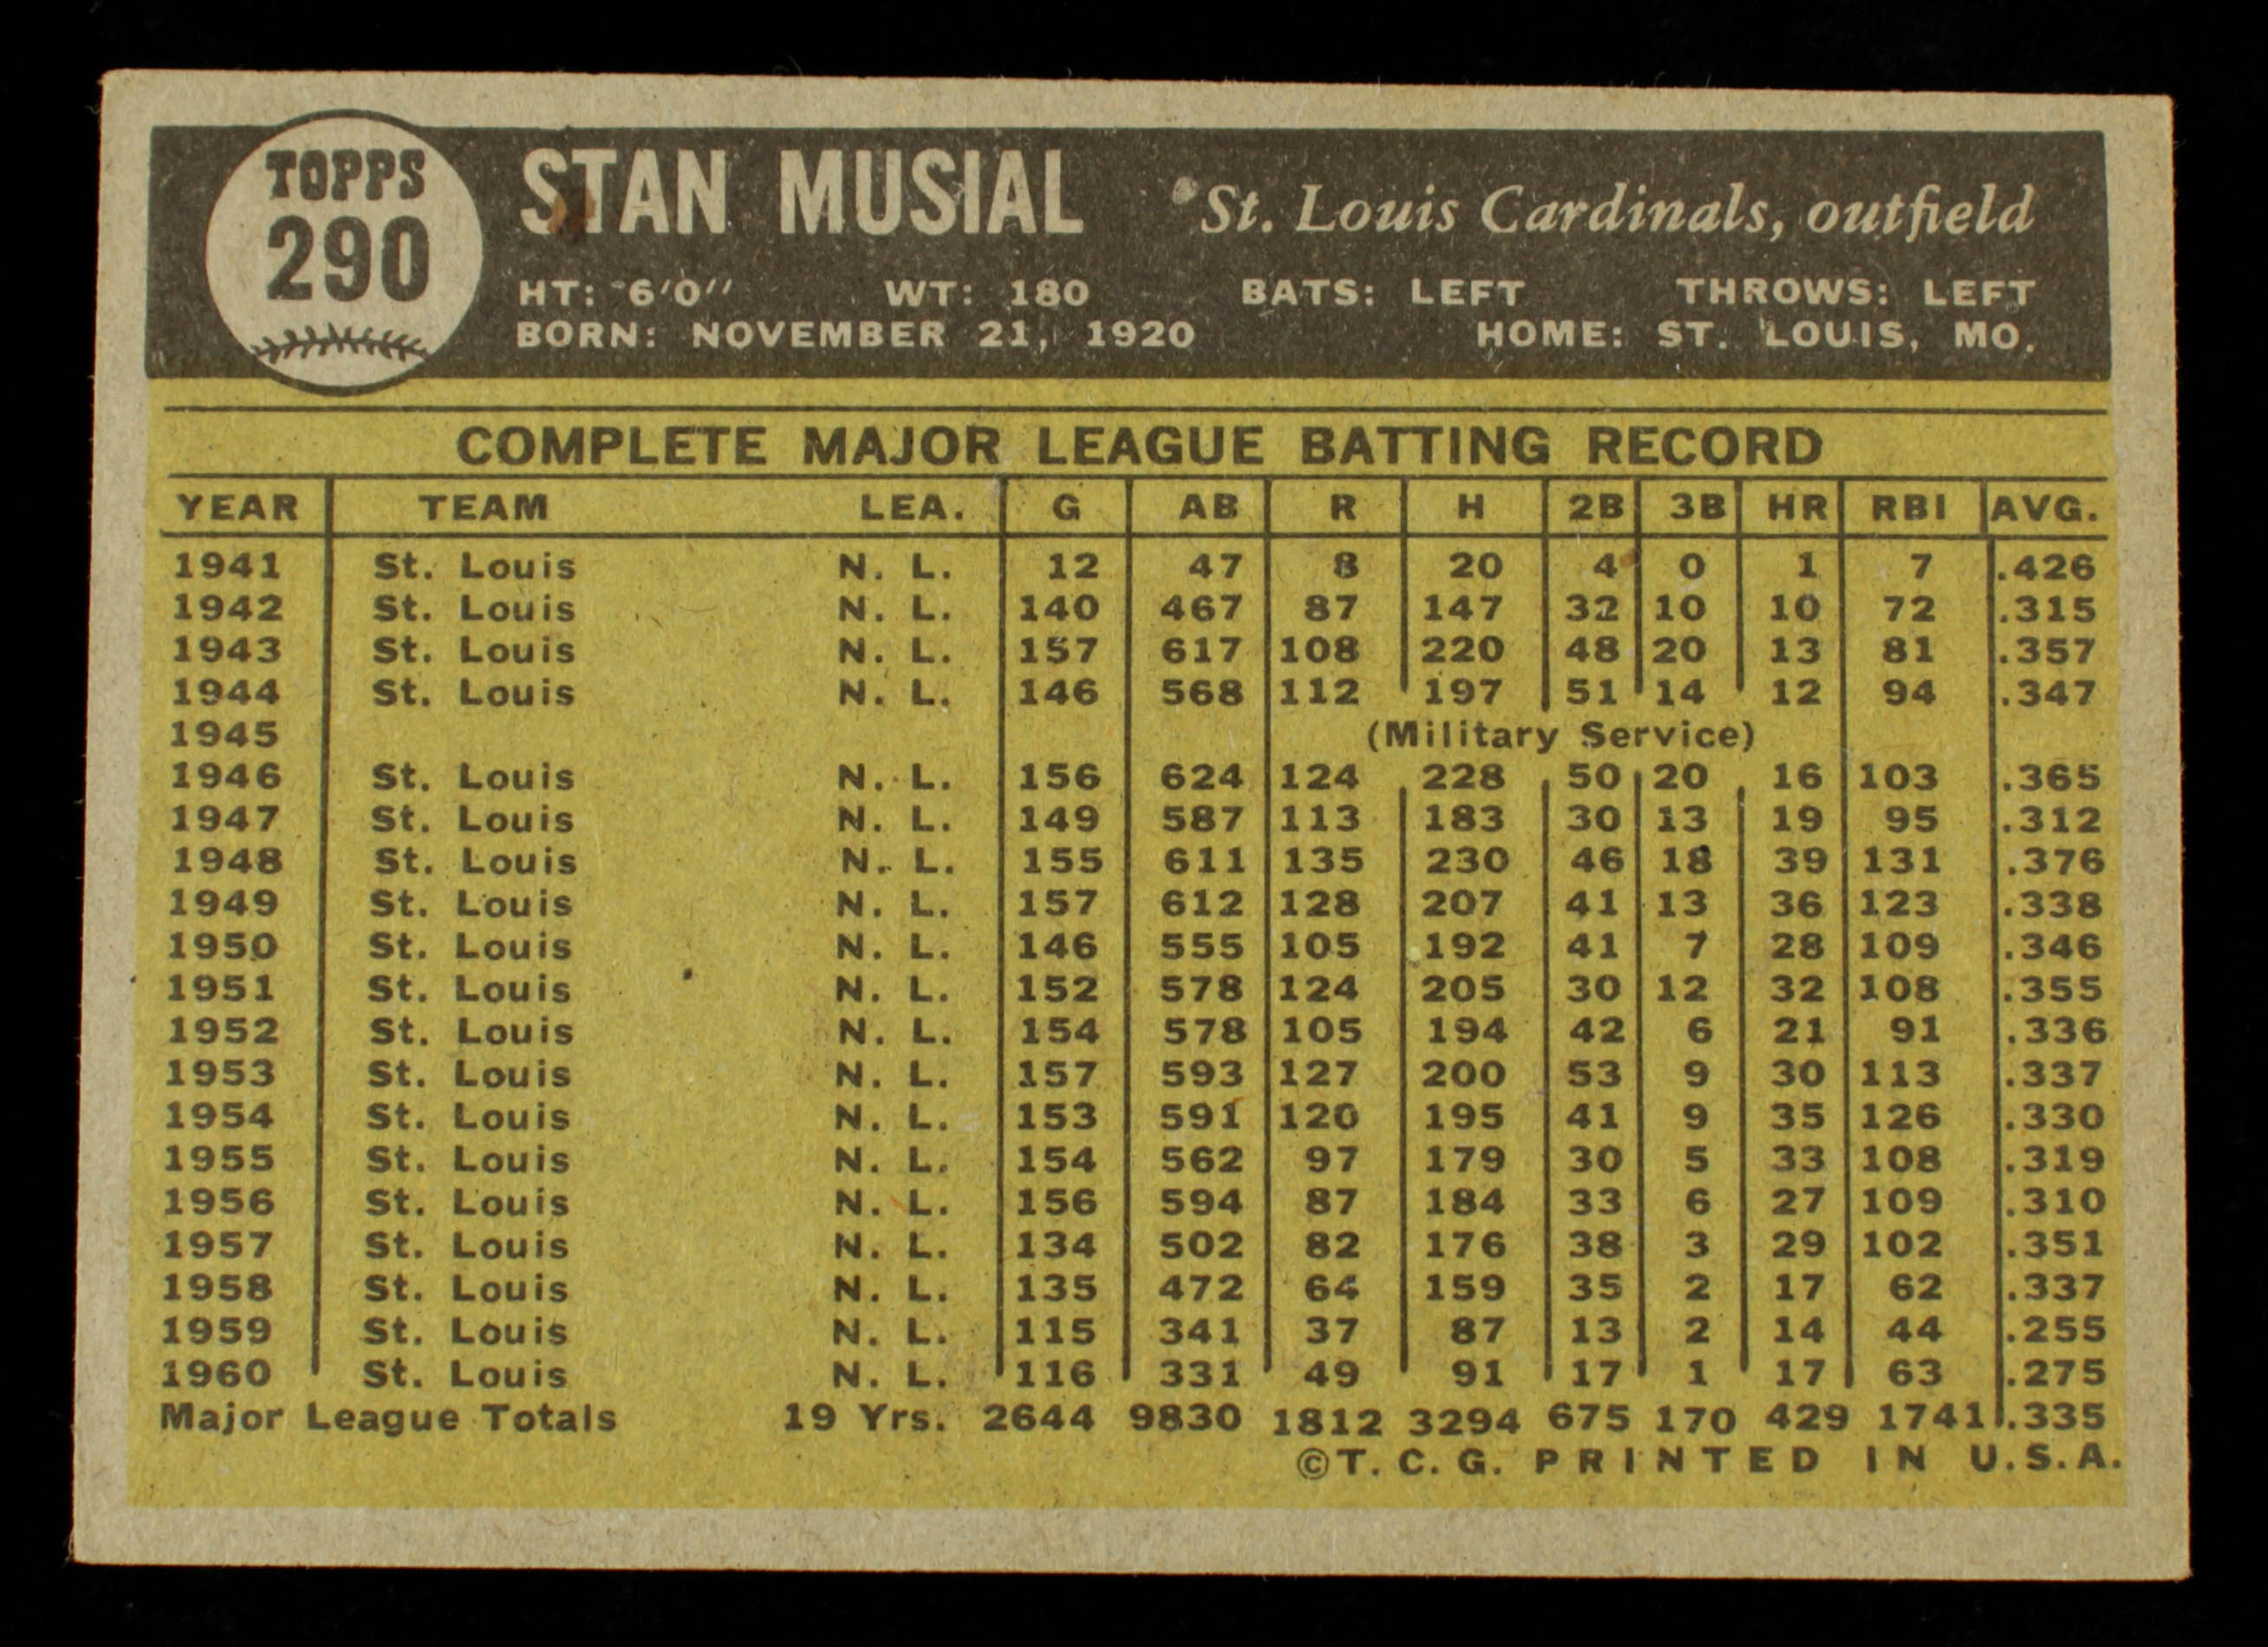 TOPPS
290
STAN MUSIAL St. Louis Cardinals, outfield
HT: 6'0" WT: 180 BATS: LEFT THROWS: LEFT
BORN: NOVEMBER 21, 1920 HOME: ST. LOUIS, MO.
COMPLETE MAJOR LEAGUE BATTING RECORD
YEAR TEAM LEA. G AB R H 2B 3B HR RBI AVG.
1941 St. Louis N. L. 12 47 8 20 4 0 1 7 .426
1942 St. Louis N. L. 140 467 87 147 32 10 10 72 .315
1943 St. Louis N. L. 157 617 108 220 48 20 13 81 .357
1944 St. Louis N. L. 146 568 112 197 51 14 12 94 .347
1945 (Military Service)
1946 St. Louis N. L. 156 624 124 228 50 20 16 103 .365
1947 St. Louis N. L. 149 587 113 183 30 13 19 95 .312
1948 St. Louis N. L. 155 611 135 230 46 18 39 131 .376
1949 St. Louis N. L. 157 612 128 207 41 13 36 123 .338
1950 St. Louis N. L. 146 555 105 192 41 7 28 109 .346
1951 St. Louis N. L. 152 578 124 205 30 12 32 108 .355
1952 St. Louis N. L. 154 578 105 194 42 6 21 91 .336
1953 St. Louis N. L. 157 593 127 200 53 9 30 113 .337
1954 St. Louis N. L. 153 591 120 195 41 9 35 126 .330
1955 St. Louis N. L. 154 562 97 179 30 5 33 108 .319
1956 St. Louis N. L. 156 594 87 184 33 6 27 109 .310
1957 St. Louis N. L. 134 502 82 176 38 3 29 102 .351
1958 St. Louis N. L. 135 472 64 159 35 2 17 62 .337
1959 St. Louis N. L. 115 341 37 87 13 2 14 44 .255
1960 St. Louis N. L. 116 331 49 91 17 1 17 63 .275
Major League Totals 19 Yrs. 2644 9830 1812 3294 675 170 429 1741 .335
©T. C. G. PRINTED IN U.S.A.